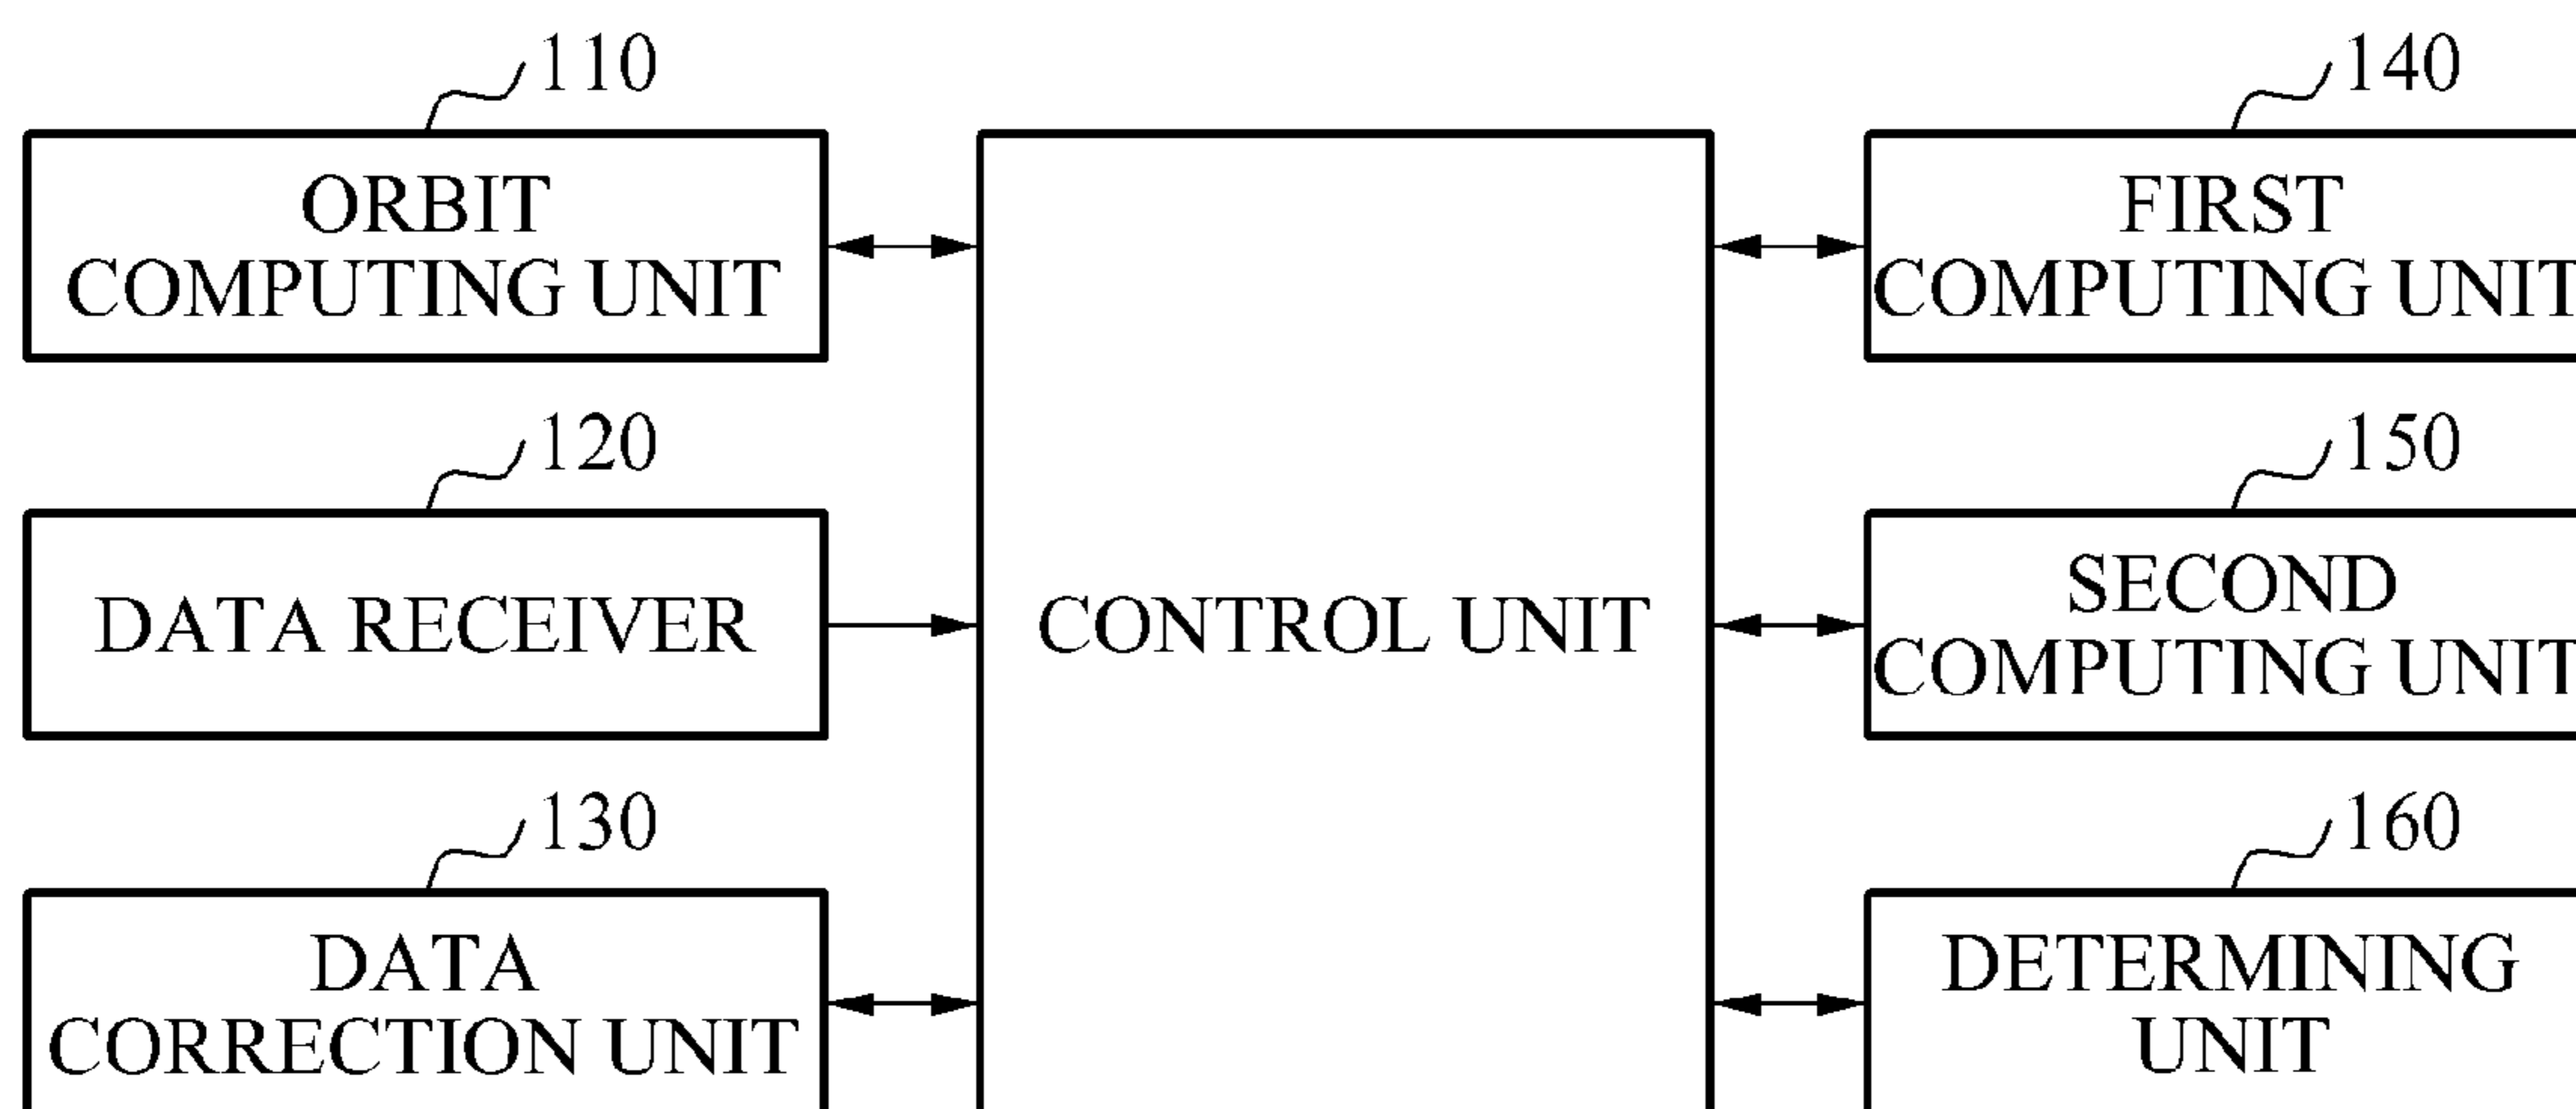 110
ORBIT
COMPUTING UNIT
120
DATA RECEIVER
130
DATA
CORRECTION UNIT
CONTROL UNIT
140
FIRST
COMPUTING UNIT
150
SECOND
COMPUTING UNIT
160
DETERMINING
UNIT